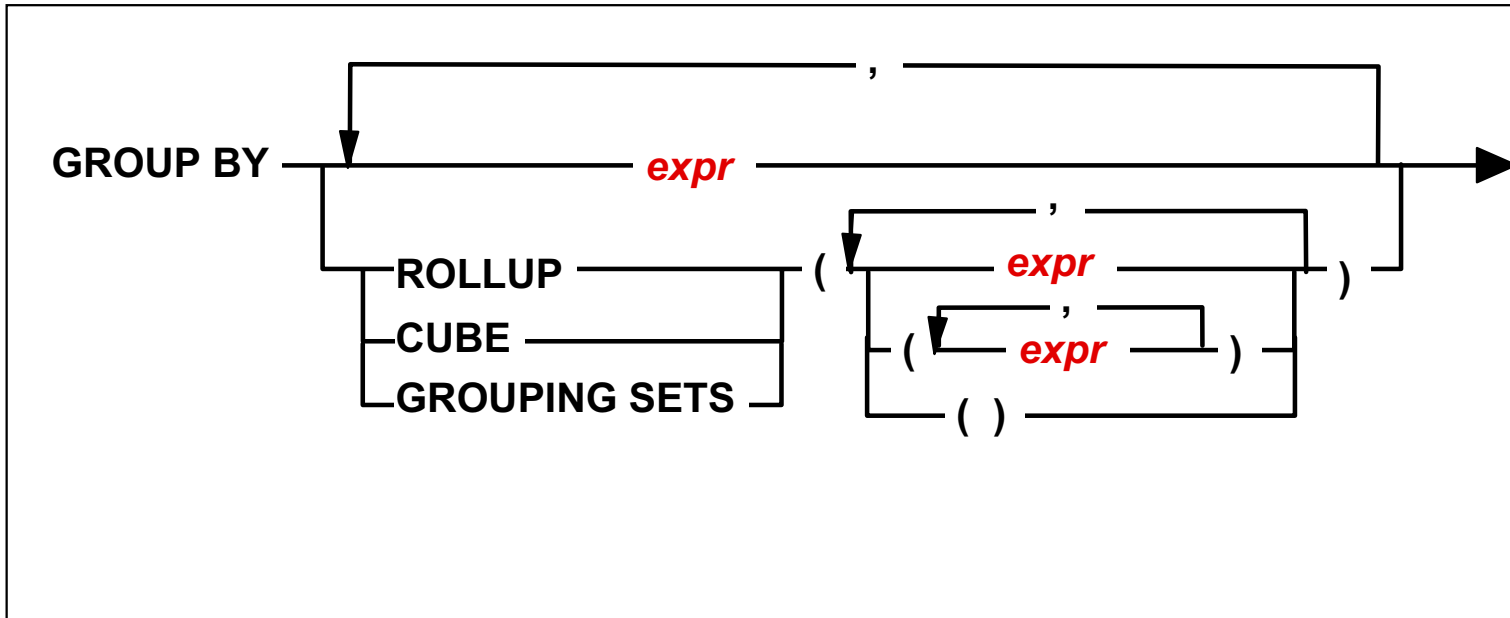 ,
GROUP BY expr
,
ROLLUP ( expr )
,
CUBE ( expr )
GROUPING SETS
( )